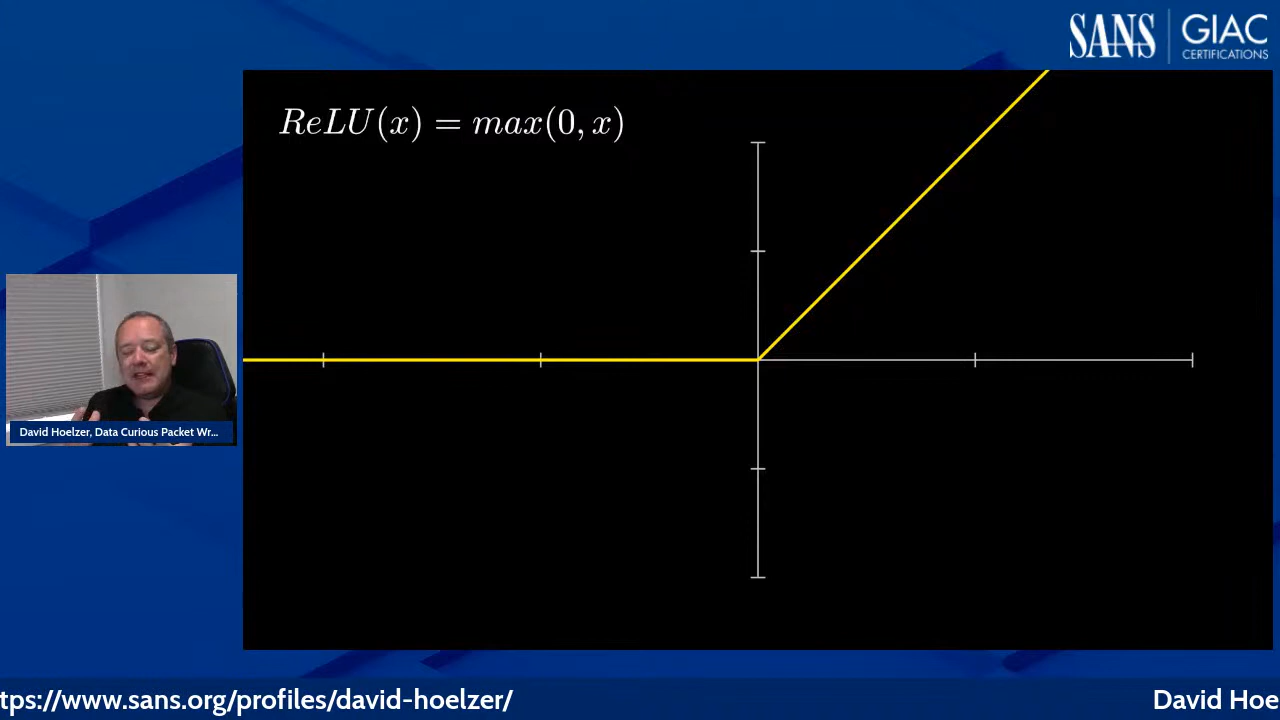 SANS GIAC
CERTIFICATIONS
ReLU(x) = max(0, x)
David Hoelzer, Data Curious Packet Wr...
tps://www.sans.org/profiles/david-hoelzer/
David Hoe